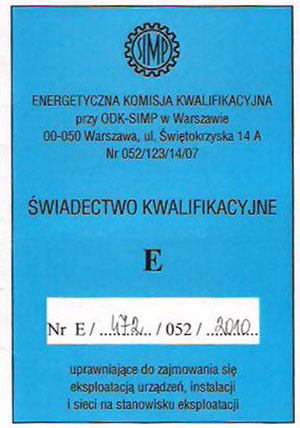 SIMP
ENERGETYCZNA KOMISJA KWALIFIKACYJNA
przy ODK-SIMP w Warszawie
00-050 Warszawa, ul. Świętokrzyska 14 A
Nr 052/123/14/07
ŚWIADECTWO KWALIFIKACYJNE
E
Nr E / ...472... / 052 / ...2010...
uprawniające do zajmowania się
eksploatacją urządzeń, instalacji
i sieci na stanowisku eksploatacji